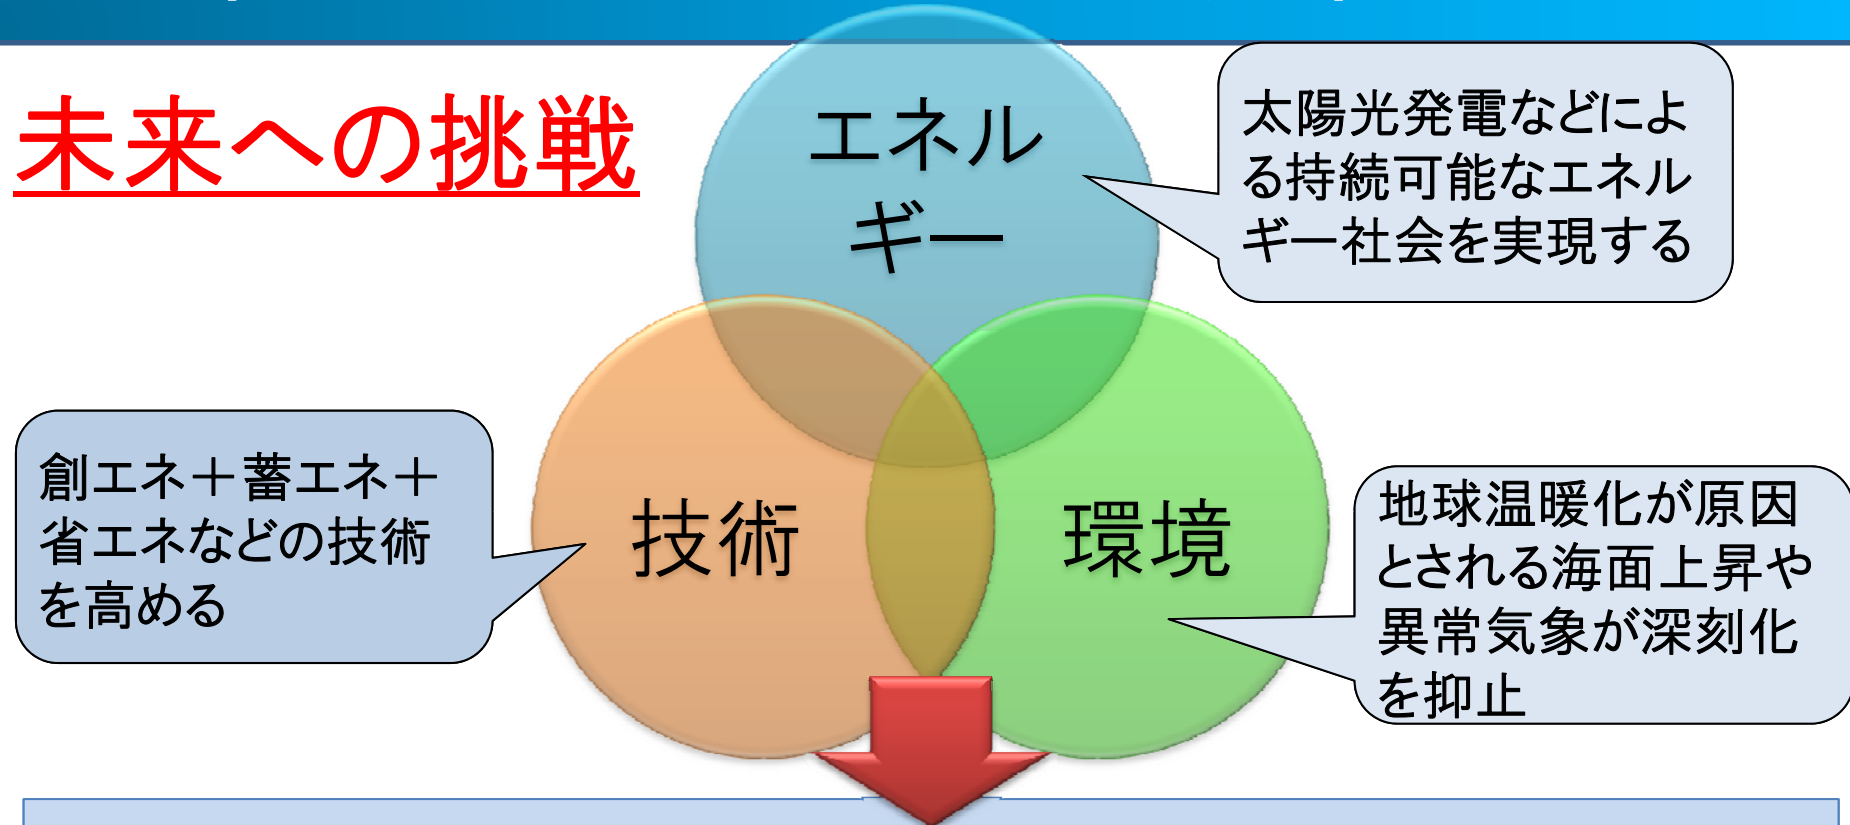 未来への挑戦
エネル
ギー
太陽光発電などによ
る持続可能なエネル
ギー社会を実現する
創エネ＋蓄エネ＋
省エネなどの技術
を高める
技術
環境
地球温暖化が原因
とされる海面上昇や
異常気象が深刻化
を抑止